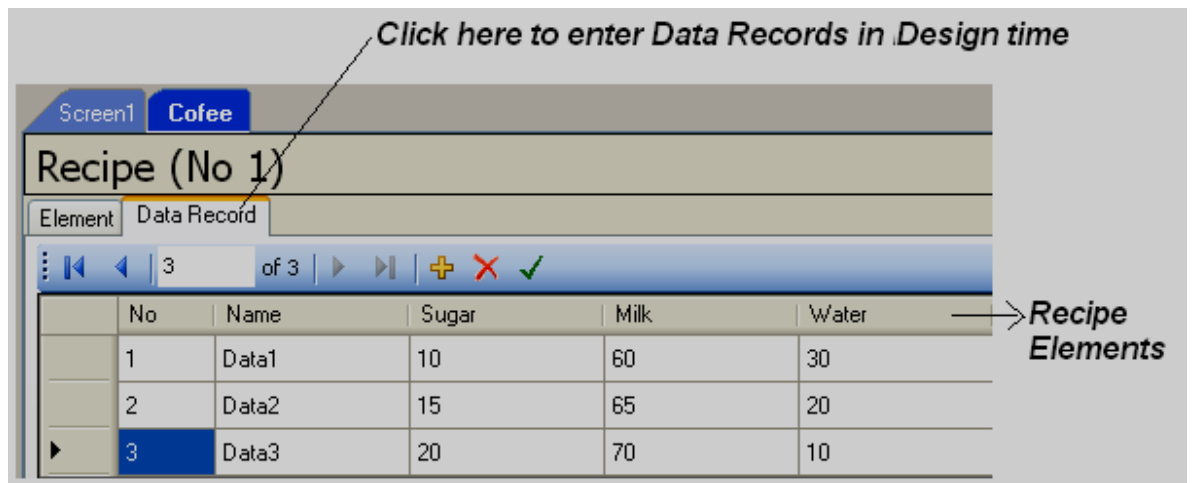 Click here to enter Data Records in Design time
Screen1 Cofee
Recipe (No 1)
Element Data Record
3 of 3
No Name Sugar Milk Water
Recipe
Elements
1 Data1 10 60 30
2 Data2 15 65 20
3 Data3 20 70 10